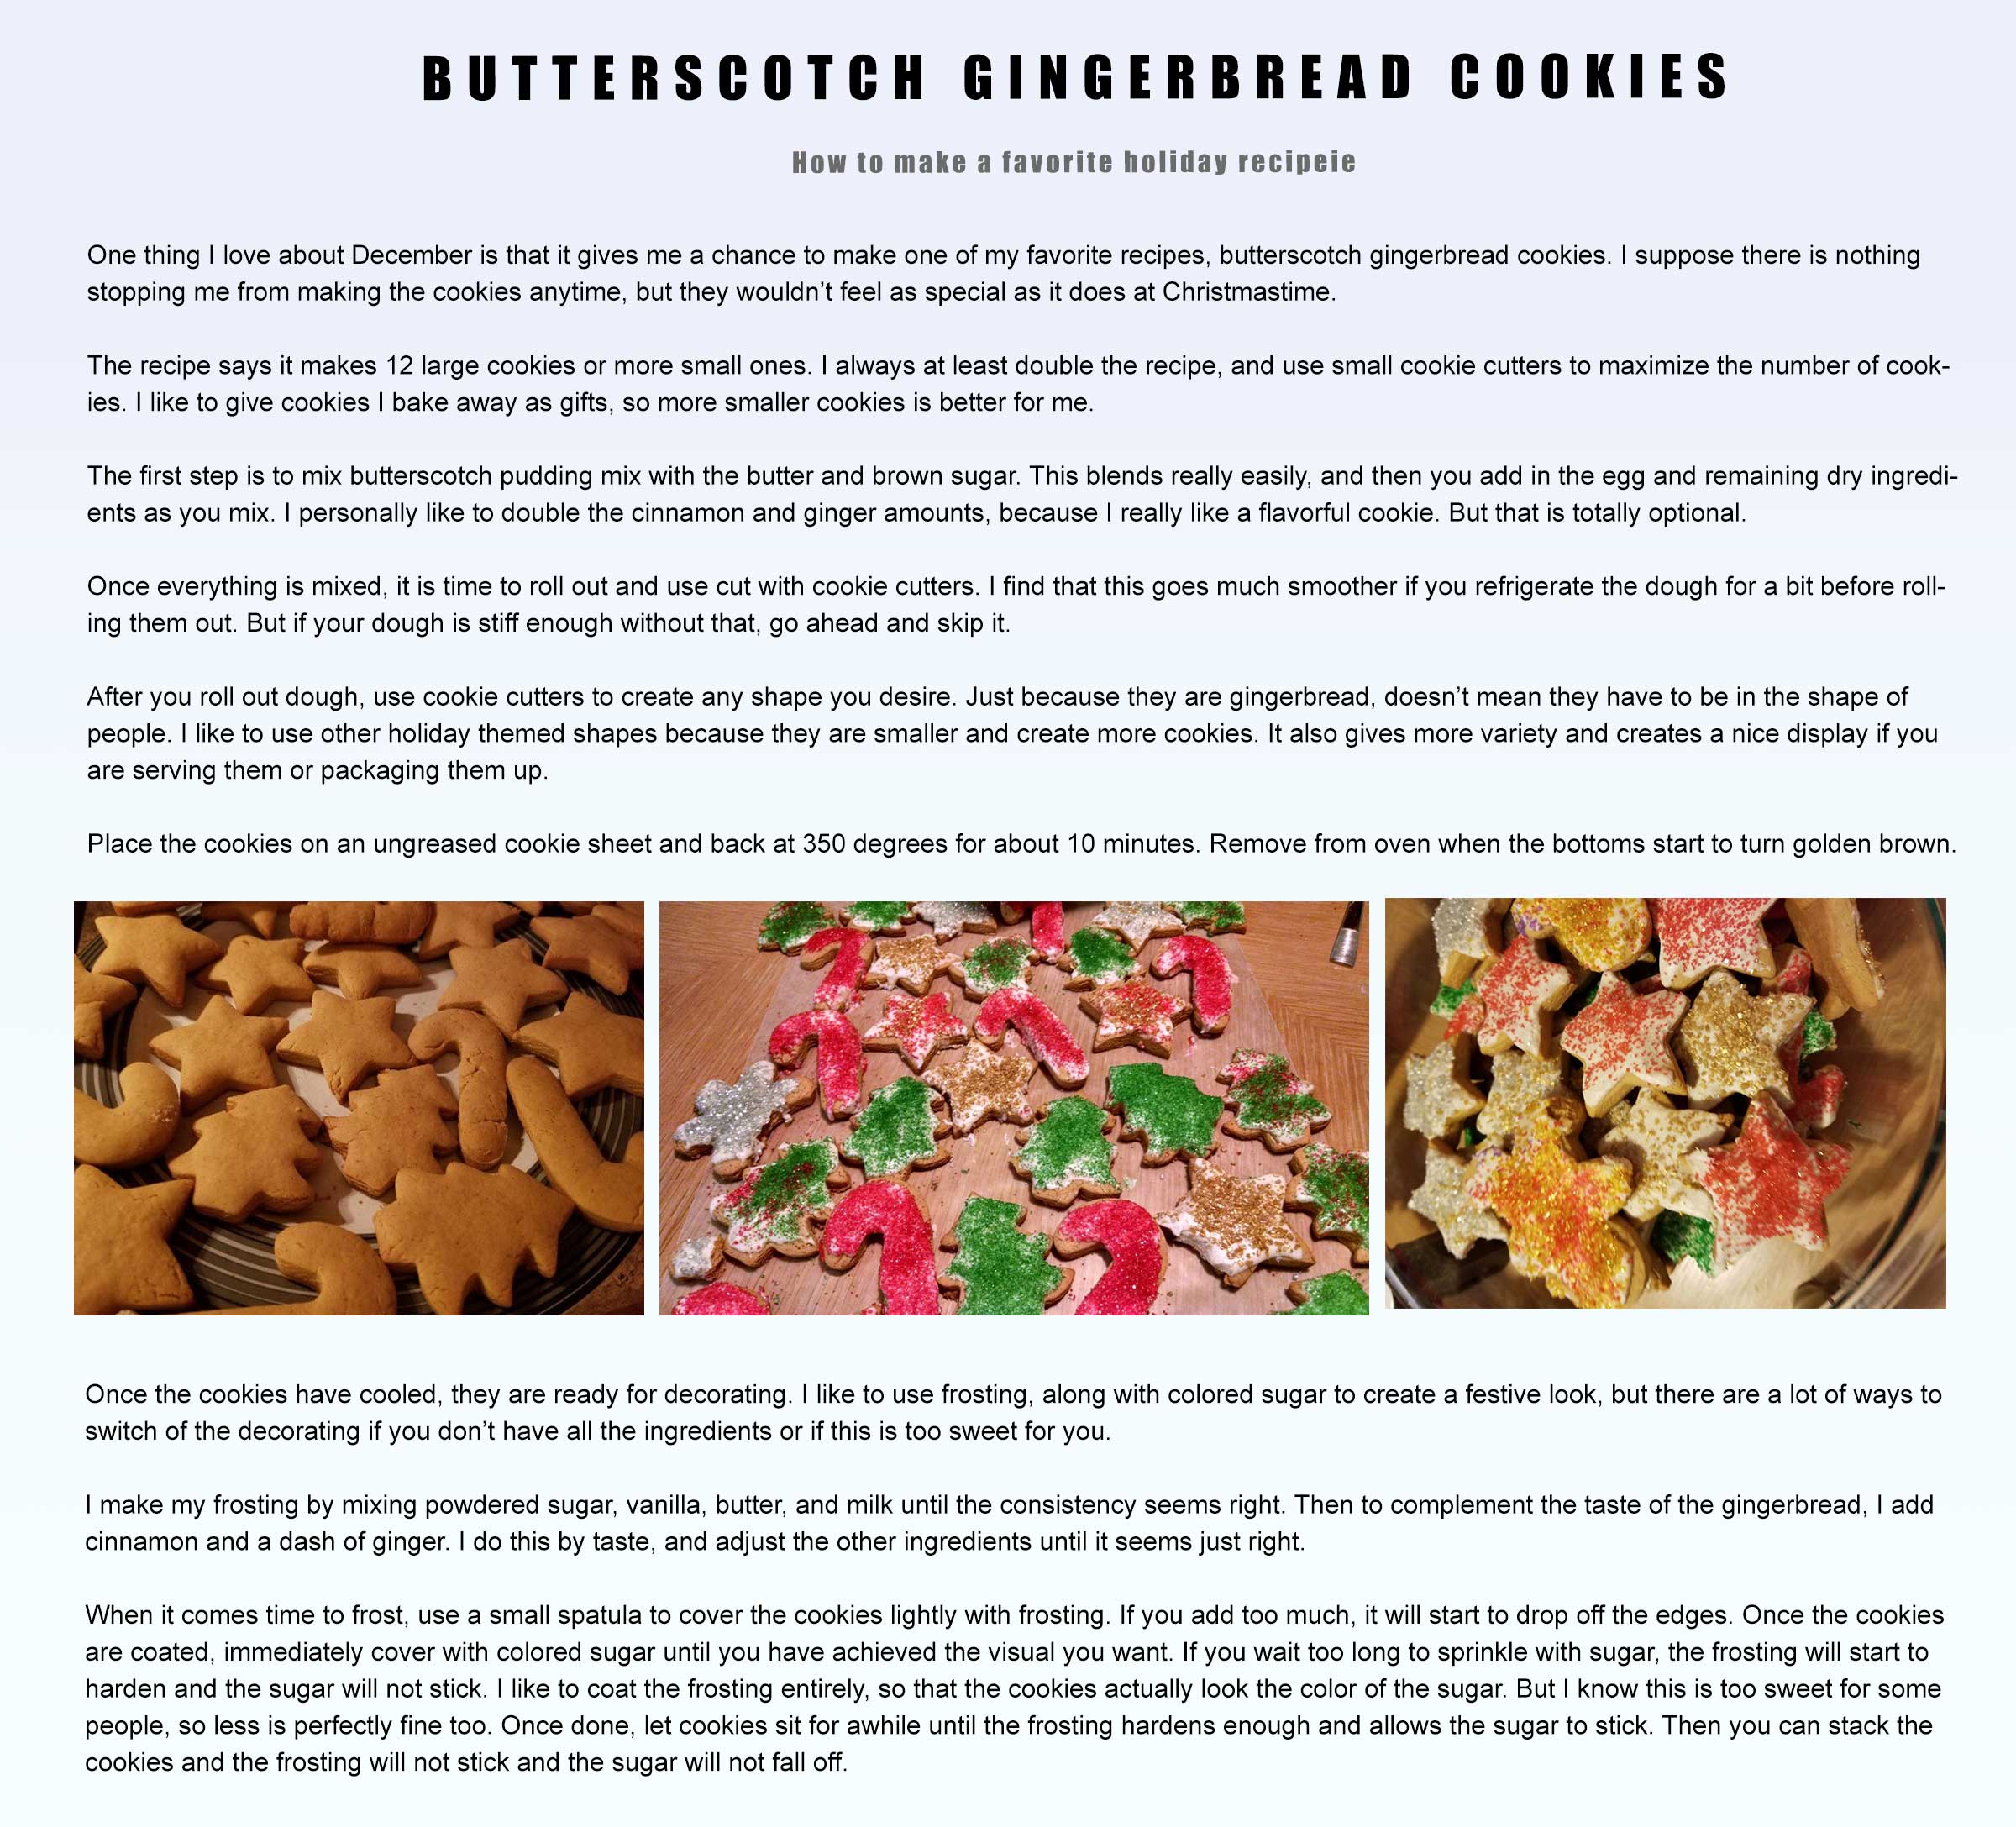 BUTTERSCOTCH GINGERBREAD COOKIES
How to make a favorite holiday recipeie
One thing I love about December is that it gives me a chance to make one of my favorite recipes, butterscotch gingerbread cookies. I suppose there is nothing
stopping me from making the cookies anytime, but they wouldn’t feel as special as it does at Christmastime.
The recipe says it makes 12 large cookies or more small ones. I always at least double the recipe, and use small cookie cutters to maximize the number of cook-
ies. I like to give cookies I bake away as gifts, so more smaller cookies is better for me.
The first step is to mix butterscotch pudding mix with the butter and brown sugar. This blends really easily, and then you add in the egg and remaining dry ingredi-
ents as you mix. I personally like to double the cinnamon and ginger amounts, because I really like a flavorful cookie. But that is totally optional.
Once everything is mixed, it is time to roll out and use cut with cookie cutters. I find that this goes much smoother if you refrigerate the dough for a bit before roll-
ing them out. But if your dough is stiff enough without that, go ahead and skip it.
After you roll out dough, use cookie cutters to create any shape you desire. Just because they are gingerbread, doesn’t mean they have to be in the shape of
people. I like to use other holiday themed shapes because they are smaller and create more cookies. It also gives more variety and creates a nice display if you
are serving them or packaging them up.
Place the cookies on an ungreased cookie sheet and back at 350 degrees for about 10 minutes. Remove from oven when the bottoms start to turn golden brown.
Once the cookies have cooled, they are ready for decorating. I like to use frosting, along with colored sugar to create a festive look, but there are a lot of ways to
switch of the decorating if you don’t have all the ingredients or if this is too sweet for you.
I make my frosting by mixing powdered sugar, vanilla, butter, and milk until the consistency seems right. Then to complement the taste of the gingerbread, I add
cinnamon and a dash of ginger. I do this by taste, and adjust the other ingredients until it seems just right.
When it comes time to frost, use a small spatula to cover the cookies lightly with frosting. If you add too much, it will start to drop off the edges. Once the cookies
are coated, immediately cover with colored sugar until you have achieved the visual you want. If you wait too long to sprinkle with sugar, the frosting will start to
harden and the sugar will not stick. I like to coat the frosting entirely, so that the cookies actually look the color of the sugar. But I know this is too sweet for some
people, so less is perfectly fine too. Once done, let cookies sit for awhile until the frosting hardens enough and allows the sugar to stick. Then you can stack the
cookies and the frosting will not stick and the sugar will not fall off.